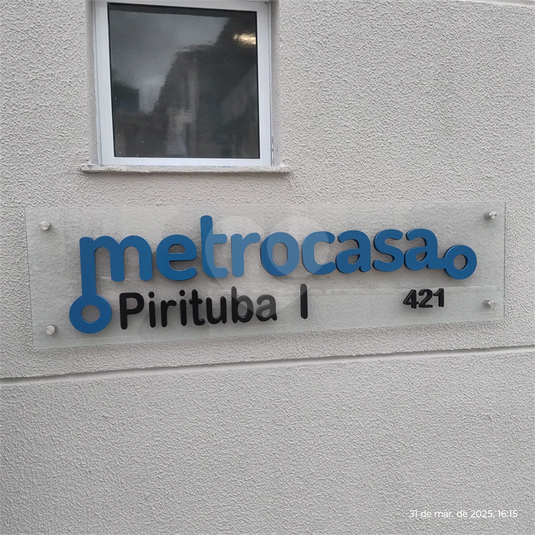 metrocasa
Pirituba I
421
31 de mar. de 2025, 16:15